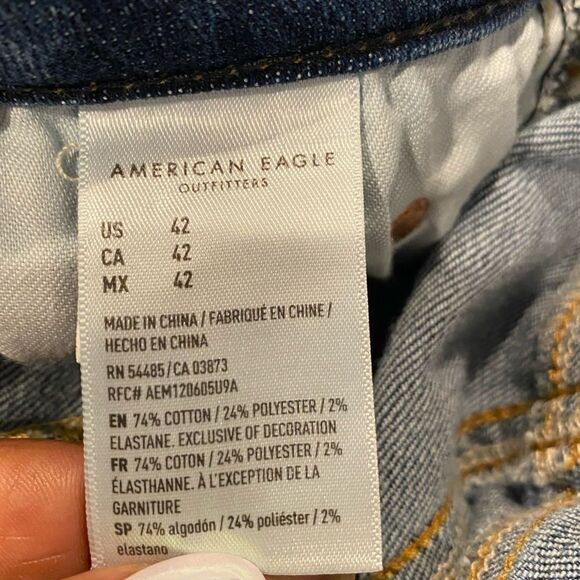 AMERICAN EAGLE
OUTFITTERS
US 42
CA 42
MX 42
MADE IN CHINA / FABRIQUÉ EN CHINE /
HECHO EN CHINA
RN 54485 / CA 03873
RFC# AEM120605U9A
EN 74% COTTON / 24% POLYESTER / 2%
ELASTANE. EXCLUSIVE OF DECORATION
FR 74% COTON / 24% POLYESTER / 2%
ÉLASTHANNE. À L'EXCEPTION DE LA
GARNITURE
SP 74% algodón / 24% poliéster / 2%
elastano